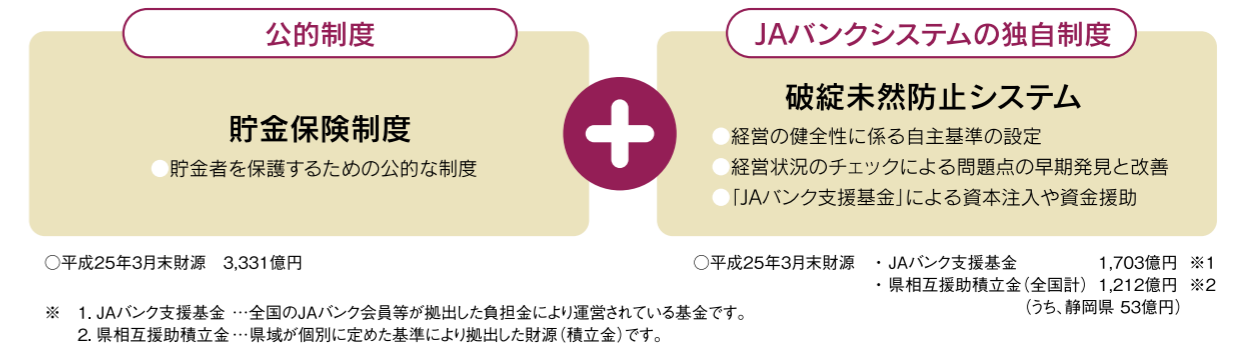 公的制度
貯金保険制度
●貯金者を保護するための公的な制度
JAバンクシステムの独自制度
破綻未然防止システム
●経営の健全性に係る自主基準の設定
●経営状況のチェックによる問題点の早期発見と改善
●「JAバンク支援基金」による資本注入や資金援助
○平成25年3月末財源 3,331億円
○平成25年3月末財源 ・JAバンク支援基金 1,703億円 ※1
・県相互援助積立金(全国計) 1,212億円 ※2
(うち、静岡県 53億円)
※ 1. JAバンク支援基金 …全国のJAバンク会員等が拠出した負担金により運営されている基金です。
2. 県相互援助積立金…県域が個別に定めた基準により拠出した財源(積立金)です。